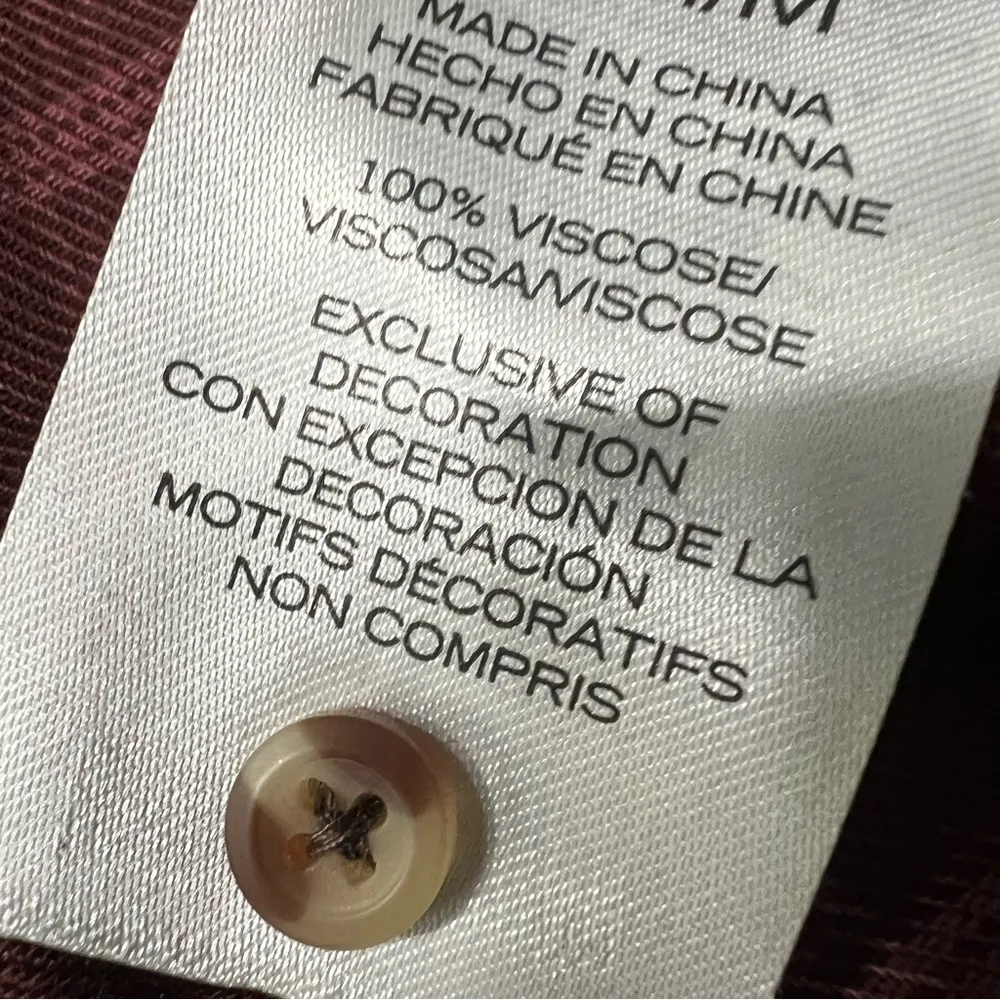 MADE IN CHINA
HECHO EN CHINA
FABRIQUÉ EN CHINE
100% VISCOSE/
VISCOSA/VISCOSE
EXCLUSIVE OF
DECORATION
CON EXCEPCION DE LA
DECORACIÓN
MOTIFS DÉCORATIFS
NON COMPRIS